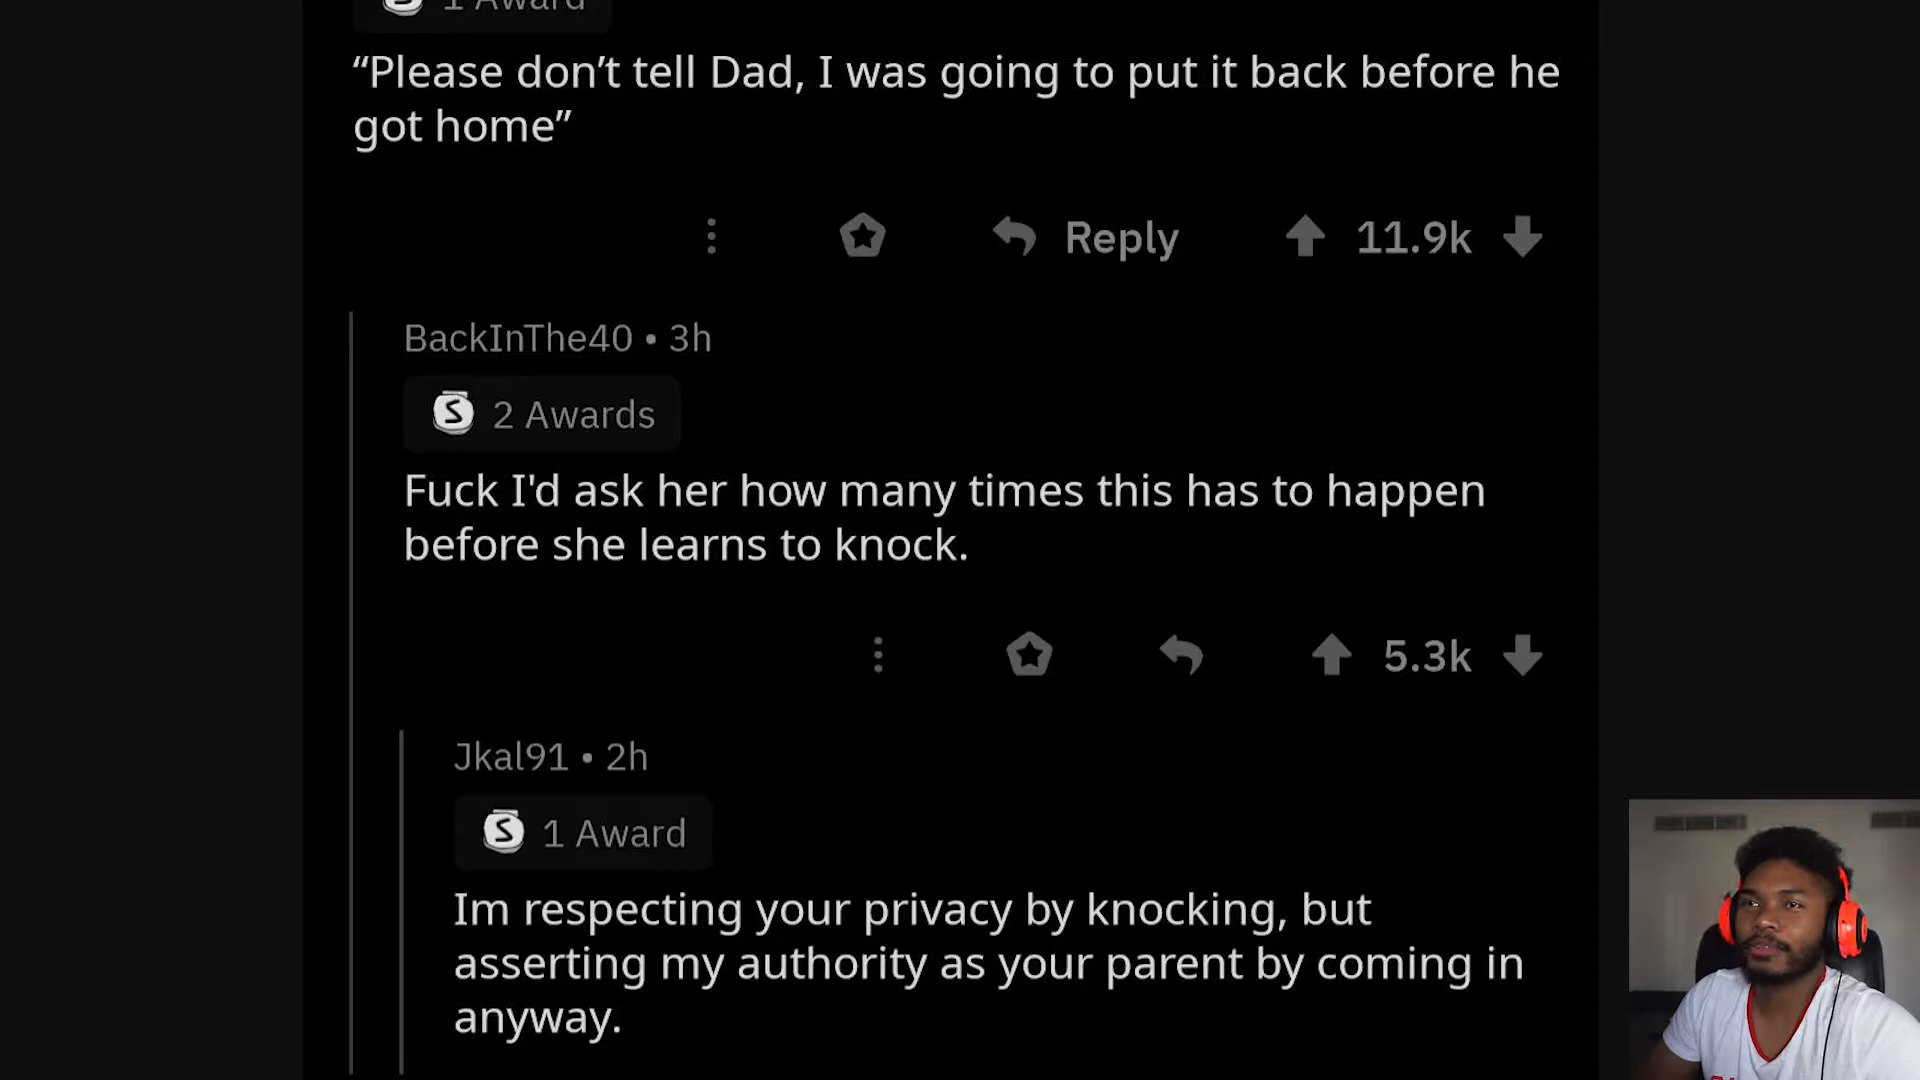 1 Award
“Please don’t tell Dad, I was going to put it back before he
got home”
Reply 11.9k
BackInThe40 • 3h
S 2 Awards
Fuck I'd ask her how many times this has to happen
before she learns to knock.
5.3k
Jkal91 • 2h
S 1 Award
Im respecting your privacy by knocking, but
asserting my authority as your parent by coming in
anyway.